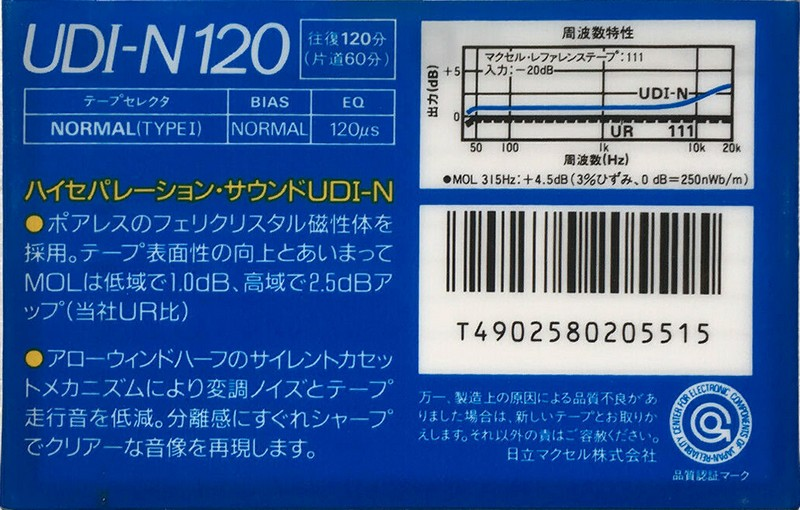 UDI-N 120
往復120分
(片道60分)
テープセレクタ BIAS EQ
NORMAL(TYPE I) NORMAL 120μs
ハイセパレーション・サウンドUDI-N
●ポアレスのフェリクリスタル磁性体を
採用。テープ表面性の向上とあいまって
MOLは低域で1.0dB、高域で2.5dBア
ップ(当社UR比)
●アローウィンドハーフのサイレントカセッ
トメカニズムにより変調ノイズとテープ
走行音を低減。分離感にすぐれシャープ
でクリアーな音像を再現します。
周波数特性
マクセル・レファレンステープ:111
入力:-20dB
出力(dB)
+5
0
UDI-N
UR 111
50 100 1k 10k 20k
周波数(Hz)
●MOL 315Hz:+4.5dB(3%ひずみ、0 dB=250nWb/m)
T4902580205515
万一、製造上の原因による品質不良があ
りました場合は、新しいテープとお取りか
えします。それ以外の責はご容赦ください。
日立マクセル株式会社
RELIABILITY CENTER FOR ELECTRONIC COMPONENTS OF JAPAN
品質認証マーク